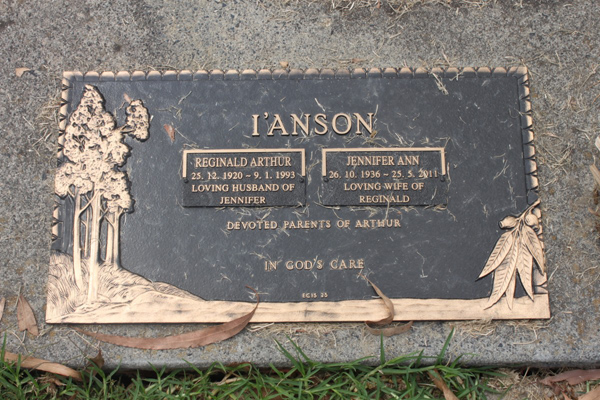 I'ANSON
REGINALD ARTHUR
25. 12. 1920 – 9. 1. 1993
LOVING HUSBAND OF
JENNIFER
JENNIFER ANN
26. 10. 1936 – 25. 5. 2011
LOVING WIFE OF
REGINALD
DEVOTED PARENTS OF ARTHUR
IN GOD'S CARE